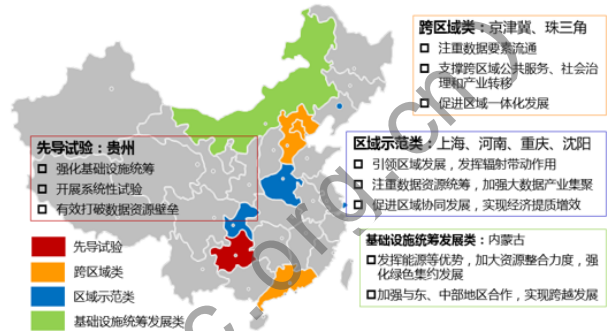 跨区域类：京津冀、珠三角
注重数据要素流通
支撑跨区域公共服务、社会治
理和产业转移
促进区域一体化发展
先导试验：贵州
强化基础设施统筹
开展系统性试验
有效打破数据资源壁垒
区域示范类：上海、河南、重庆、沈阳
引领区域发展，发挥辐射带动作用
注重数据资源统筹，加强大数据产业集聚
促进区域协同发展，实现经济提质增效
基础设施统筹发展类：内蒙古
发挥能源等优势，加大资源整合力度，强
化绿色集约发展
加强与东、中部地区合作，实现跨越发展
先导试验
跨区域类
区域示范类
基础设施统筹发展类
c.org.cn)